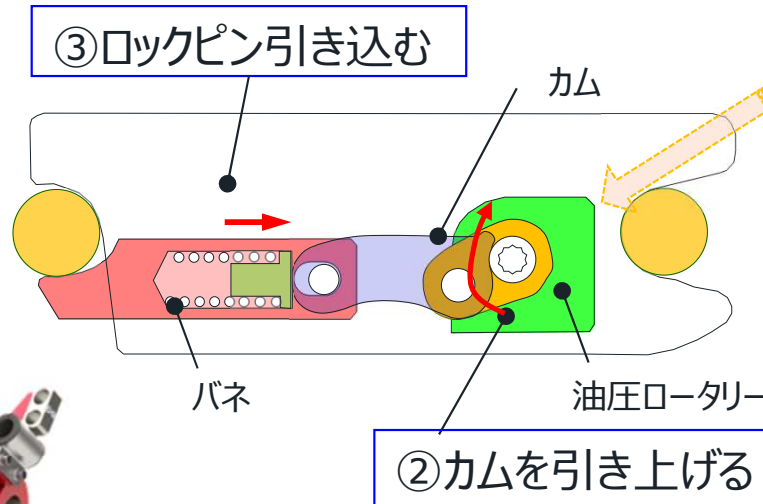 ③ロックピン引き込む
カム
バネ
油圧ロータリー
②カムを引き上げる